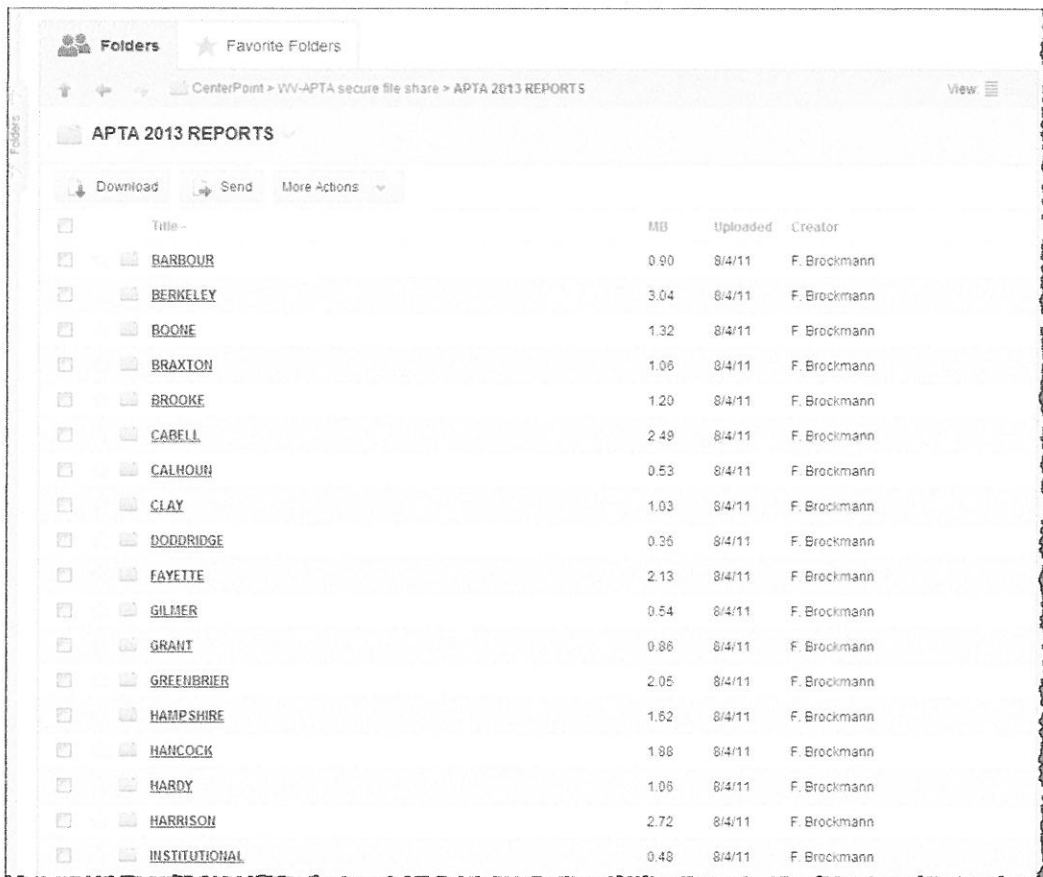 Folders Favorite Folders
CenterPoint > WV-APTA secure file share > APTA 2013 REPORTS View:
Folders
APTA 2013 REPORTS
Download Send More Actions
Title MB Uploaded Creator
BARBOUR 0.90 8/4/11 F. Brockmann
BERKELEY 3.04 8/4/11 F. Brockmann
BOONE 1.32 8/4/11 F. Brockmann
BRAXTON 1.06 8/4/11 F. Brockmann
BROOKE 1.20 8/4/11 F. Brockmann
CABELL 2.49 8/4/11 F. Brockmann
CALHOUN 0.53 8/4/11 F. Brockmann
CLAY 1.03 8/4/11 F. Brockmann
DODDRIDGE 0.36 8/4/11 F. Brockmann
FAYETTE 2.13 8/4/11 F. Brockmann
GILMER 0.54 8/4/11 F. Brockmann
GRANT 0.86 8/4/11 F. Brockmann
GREENBRIER 2.05 8/4/11 F. Brockmann
HAMPSHIRE 1.62 8/4/11 F. Brockmann
HANCOCK 1.88 8/4/11 F. Brockmann
HARDY 1.06 8/4/11 F. Brockmann
HARRISON 2.72 8/4/11 F. Brockmann
INSTITUTIONAL 0.48 8/4/11 F. Brockmann